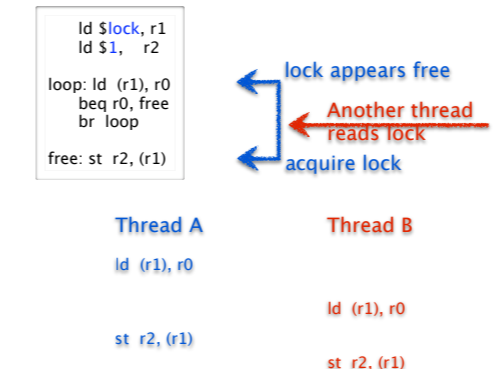 ld $lock, r1
ld $1, r2
loop: ld (r1), r0
beq r0, free
br loop
free: st r2, (r1)
lock appears free
Another thread
reads lock
acquire lock
Thread A
Thread B
ld (r1), r0
ld (r1), r0
st r2, (r1)
st r2, (r1)